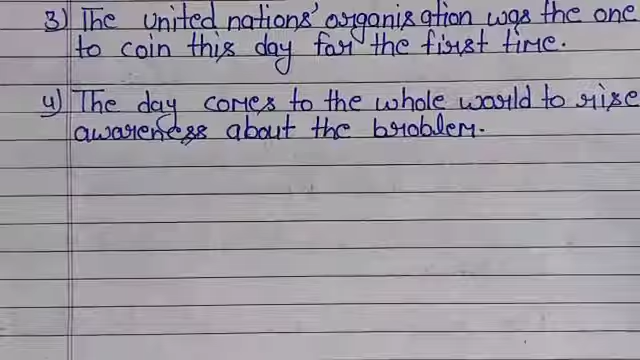 3) The united nations' organisation was the one
to coin this day for the first time.
4) The day comes to the whole world to rise
awareness about the broblem.